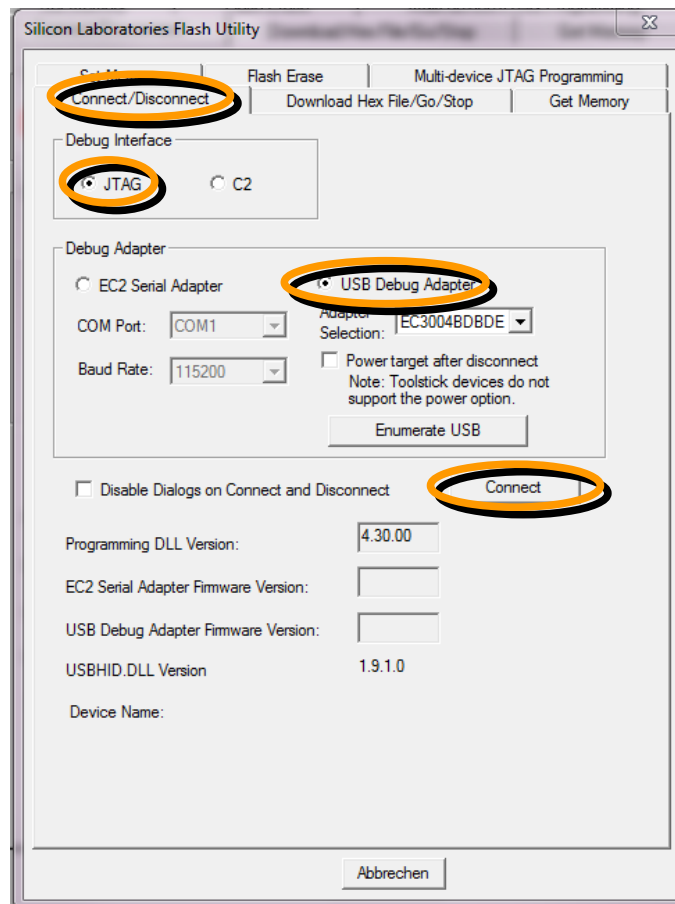 Silicon Laboratories Flash Utility
Flash Erase
Multi-device JTAG Programming
Connect/Disconnect
Download Hex File/Go/Stop
Get Memory
Debug Interface
JTAG
C2
Debug Adapter
EC2 Serial Adapter
USB Debug Adapter
COM Port:
COM1
Adapter
Selection:
EC3004BDBDE
Baud Rate:
115200
Power target after disconnect
Note: Toolstick devices do not
support the power option.
Enumerate USB
Disable Dialogs on Connect and Disconnect
Connect
Programming DLL Version:
4.30.00
EC2 Serial Adapter Firmware Version:
USB Debug Adapter Firmware Version:
USBHID.DLL Version
1.9.1.0
Device Name:
Abbrechen